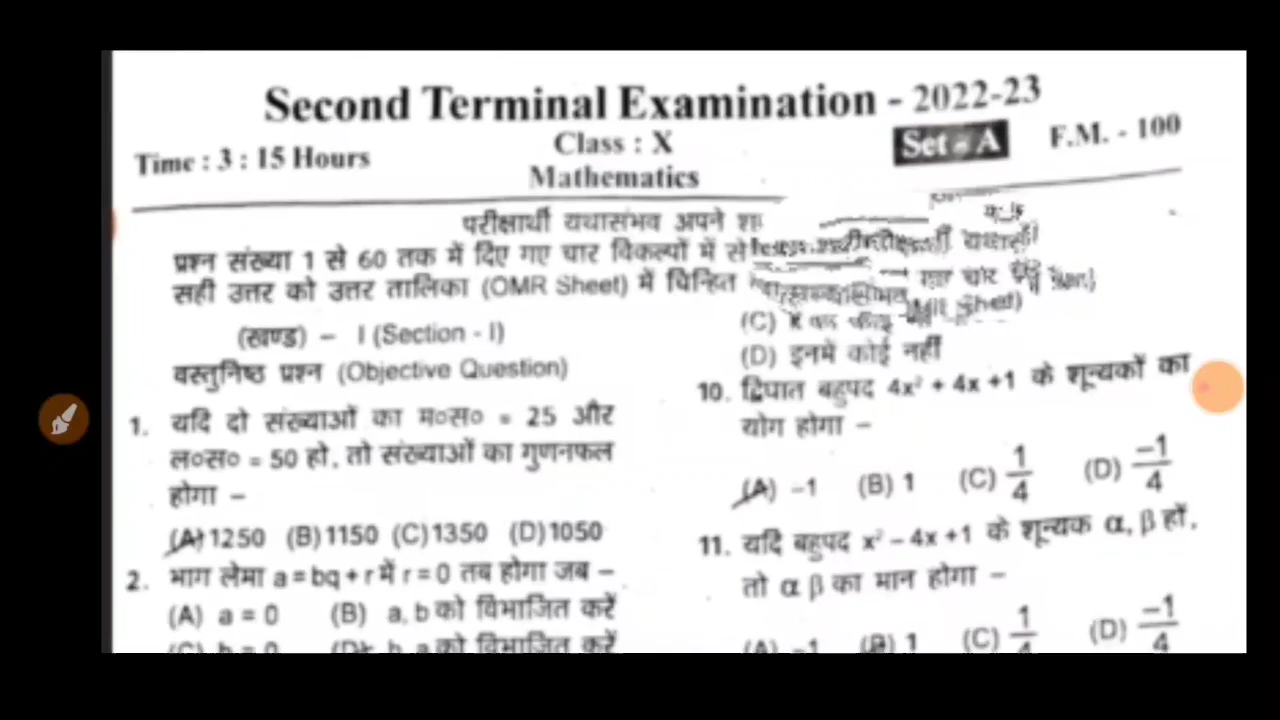 Second Terminal Examination - 2022-23
Time : 3 : 15 Hours
Class : X
Set - A
F.M. - 100
Mathematics
परीक्षार्थी यथासंभव अपने
प्रश्न संख्या 1 से 60 तक में दिए गए चार विकल्पों में से
सही उत्तर को उत्तर तालिका (OMR Sheet) में चिन्हित
(खण्ड) - I (Section - I)
वस्तुनिष्ठ प्रश्न (Objective Question)
1. यदि दो संख्याओं का म०स० = 25 और
ल०स० = 50 हो, तो संख्याओं का गुणनफल
होगा -
(A) 1250 (B) 1150 (C) 1350 (D) 1050
2. भाग लेमा a = bq + r में r = 0 तब होगा जब -
(A) a = 0 (B) a, b को विभाजित करें
(C) b = 0 (D) b, a को विभाजित करें
(C)
(D) इनमें कोई नहीं
10. द्विघात बहुपद 4x² + 4x +1 के शून्यकों का
योग होगा -
(A) -1 (B) 1 (C) 1/4 (D) -1/4
11. यदि बहुपद x² - 4x +1 के शून्यक α, β हों,
तो α β का मान होगा -
(A) -1 (B) 1 (C) 1/4 (D) -1/4